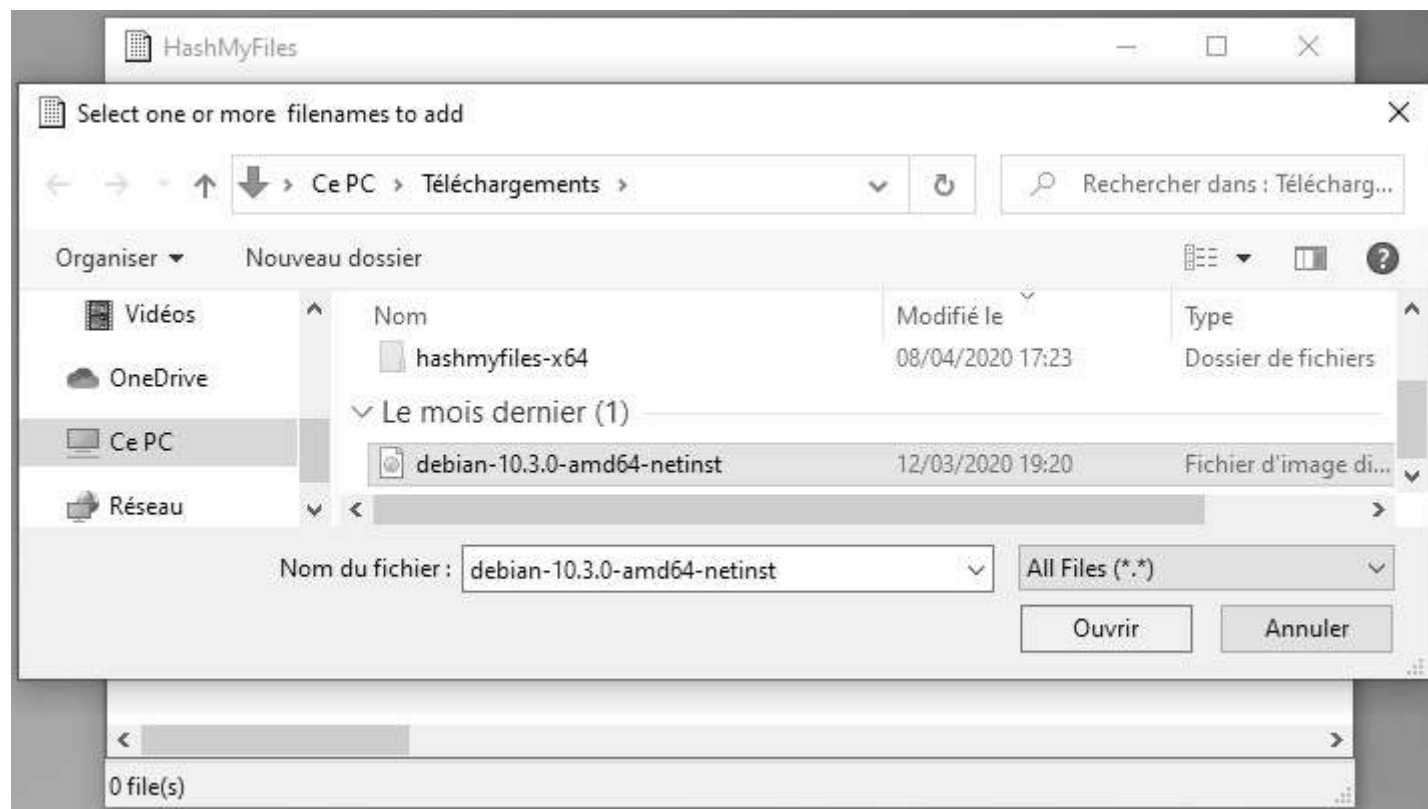 HashMyFiles
Select one or more filenames to add
Ce PC > Téléchargements >
Rechercher dans : Télécharg...
Organiser
Nouveau dossier
Vidéos
OneDrive
Ce PC
Réseau
Nom Modifié le Type
hashmyfiles-x64 08/04/2020 17:23 Dossier de fichiers
Le mois dernier (1)
debian-10.3.0-amd64-netinst 12/03/2020 19:20 Fichier d'image di...
Nom du fichier : debian-10.3.0-amd64-netinst
All Files (*.*)
Ouvrir Annuler
0 file(s)